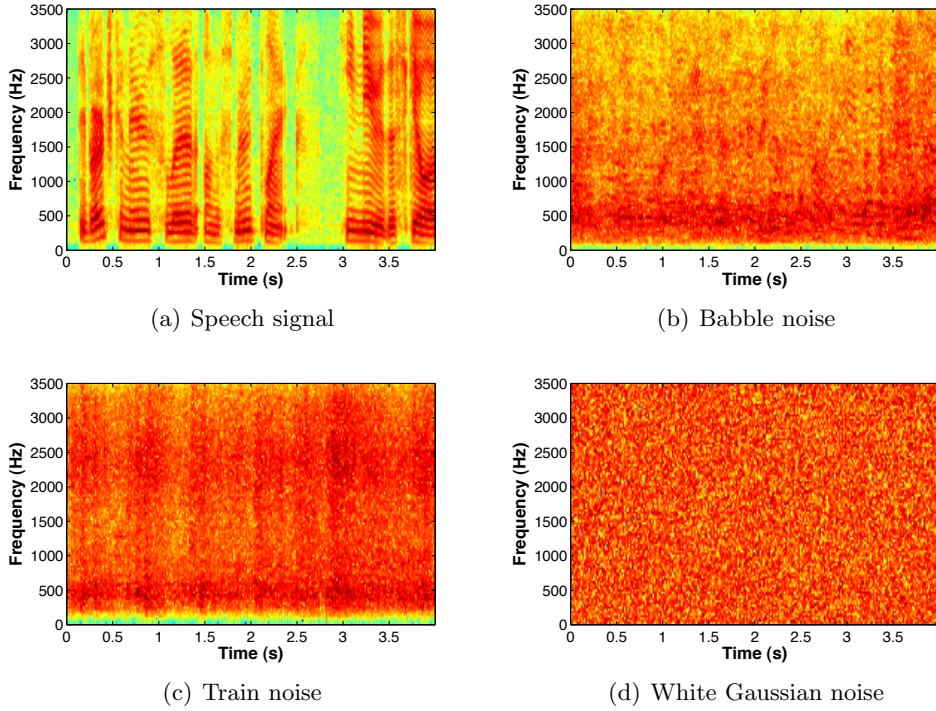 3500
3000
2500
2000
1500
1000
500
0
Frequency (Hz)
0 0.5 1 1.5 2 2.5 3 3.5
Time (s)
(a) Speech signal
3500
3000
2500
2000
1500
1000
500
0
Frequency (Hz)
0 0.5 1 1.5 2 2.5 3 3.5
Time (s)
(b) Babble noise
3500
3000
2500
2000
1500
1000
500
0
Frequency (Hz)
0 0.5 1 1.5 2 2.5 3 3.5
Time (s)
(c) Train noise
3500
3000
2500
2000
1500
1000
500
0
Frequency (Hz)
0 0.5 1 1.5 2 2.5 3 3.5
Time (s)
(d) White Gaussian noise